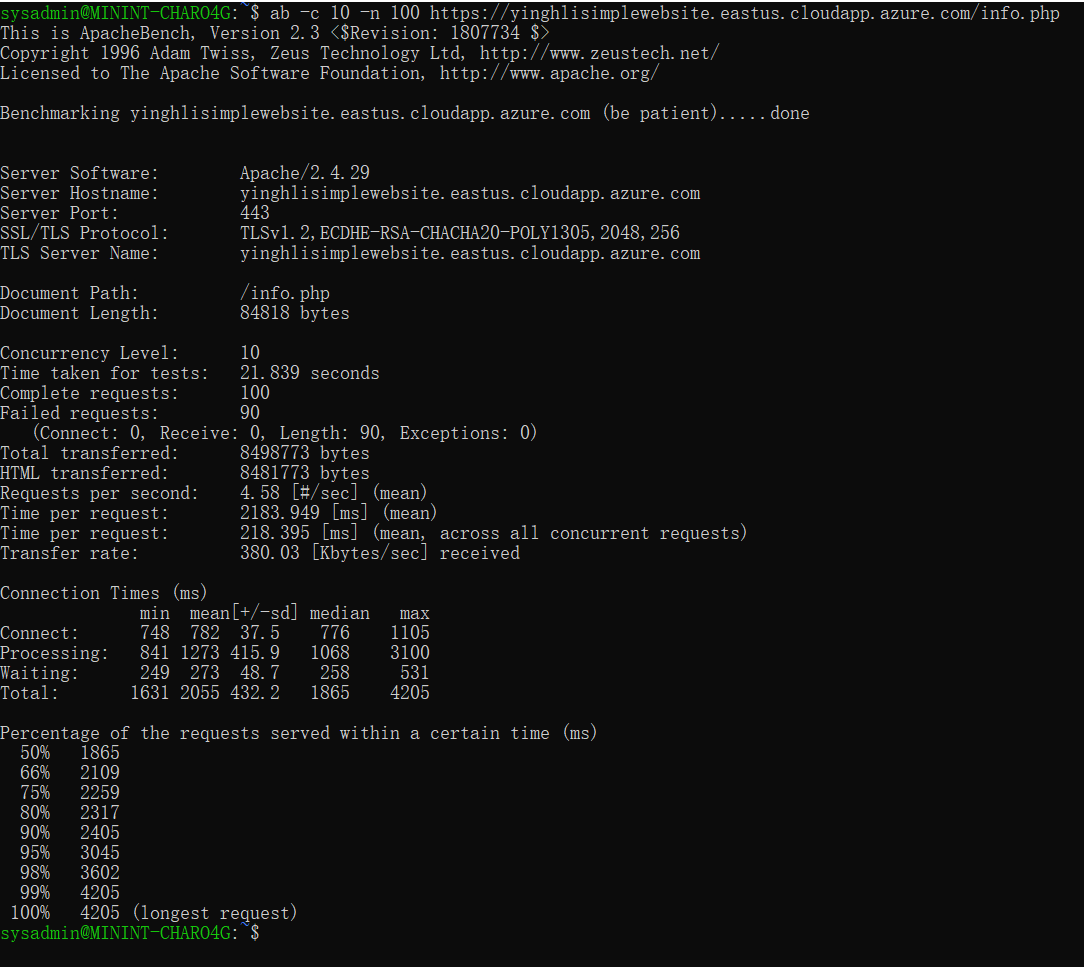 sysadmin@MININT-CHARO4G:~$ ab -c 10 -n 100 https://yinghlisimplewebsite.eastus.cloudapp.azure.com/info.php
This is ApacheBench, Version 2.3 <$Revision: 1807734 $>
Copyright 1996 Adam Twiss, Zeus Technology Ltd, http://www.zeustech.net/
Licensed to The Apache Software Foundation, http://www.apache.org/

Benchmarking yinghlisimplewebsite.eastus.cloudapp.azure.com (be patient).....done


Server Software:        Apache/2.4.29
Server Hostname:        yinghlisimplewebsite.eastus.cloudapp.azure.com
Server Port:            443
SSL/TLS Protocol:       TLSv1.2,ECDHE-RSA-CHACHA20-POLY1305,2048,256
TLS Server Name:        yinghlisimplewebsite.eastus.cloudapp.azure.com

Document Path:          /info.php
Document Length:        84818 bytes

Concurrency Level:      10
Time taken for tests:   21.839 seconds
Complete requests:      100
Failed requests:        90
   (Connect: 0, Receive: 0, Length: 90, Exceptions: 0)
Total transferred:      8498773 bytes
HTML transferred:       8481773 bytes
Requests per second:    4.58 [#/sec] (mean)
Time per request:       2183.949 [ms] (mean)
Time per request:       218.395 [ms] (mean, across all concurrent requests)
Transfer rate:          380.03 [Kbytes/sec] received

Connection Times (ms)
              min  mean[+/-sd] median   max
Connect:      748  782  37.5    776    1105
Processing:   841 1273 415.9   1068    3100
Waiting:      249  273  48.7    258     531
Total:       1631 2055 432.2   1865    4205

Percentage of the requests served within a certain time (ms)
  50%   1865
  66%   2109
  75%   2259
  80%   2317
  90%   2405
  95%   3045
  98%   3602
  99%   4205
 100%   4205 (longest request)
sysadmin@MININT-CHARO4G:~$